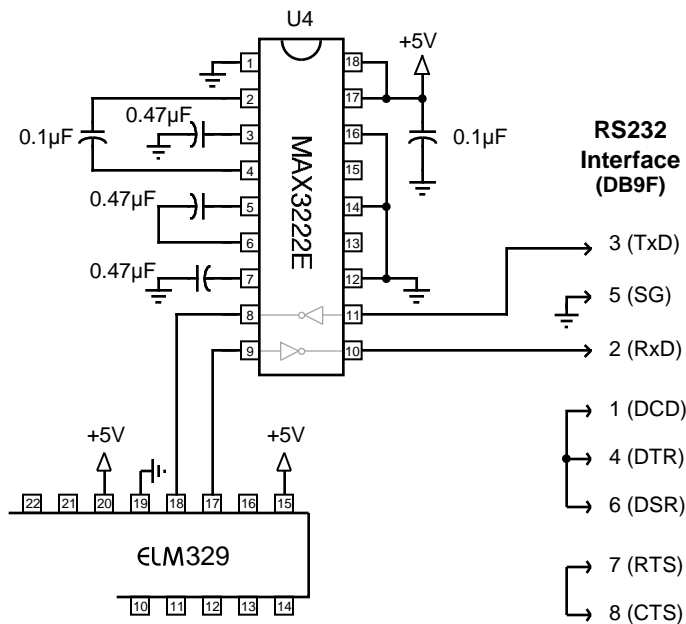 U4
+5V
1
18
2
17
0.47µF
0.1µF
3
16
0.1µF
4
15
MAX3222E
0.47µF
5
14
6
13
0.47µF
7
12
8
11
9
10
RS232
Interface
(DB9F)
3 (TxD)
5 (SG)
2 (RxD)
1 (DCD)
4 (DTR)
6 (DSR)
7 (RTS)
8 (CTS)
+5V
+5V
22 21 20 19 18 17 16 15
ELM329
10 11 12 13 14